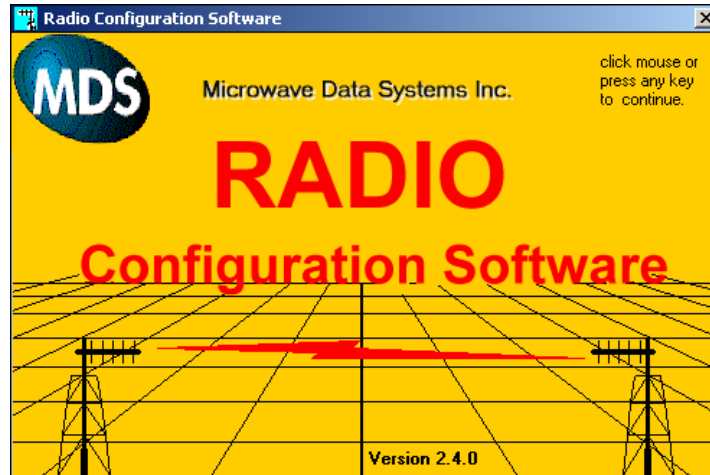 Radio Configuration Software
MDS
Microwave Data Systems Inc.
click mouse or
press any key
to continue.
RADIO
Configuration Software
Version 2.4.0